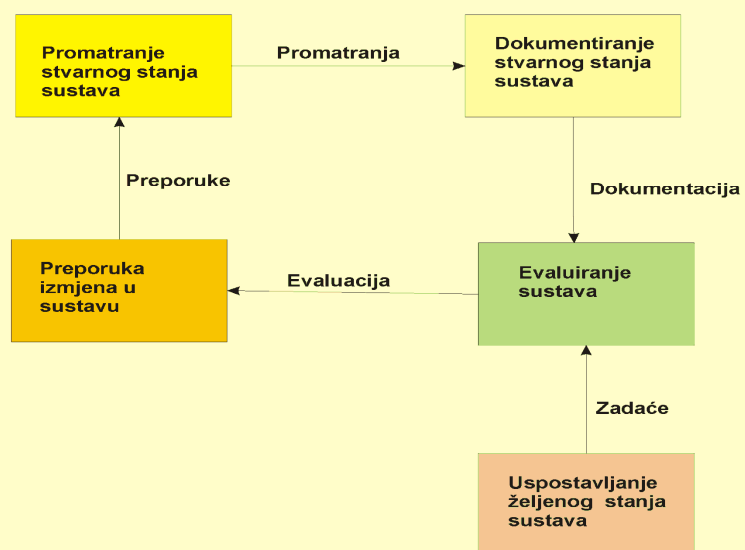 Promatranje
stvarnog stanja
sustava
Promatranja
Dokumentiranje
stvarnog stanja
sustava
Preporuke
Dokumentacija
Preporuka
izmjena u
sustavu
Evaluacija
Evaluiranje
sustava
Zadaće
Uspostavljanje
željenog stanja
sustava